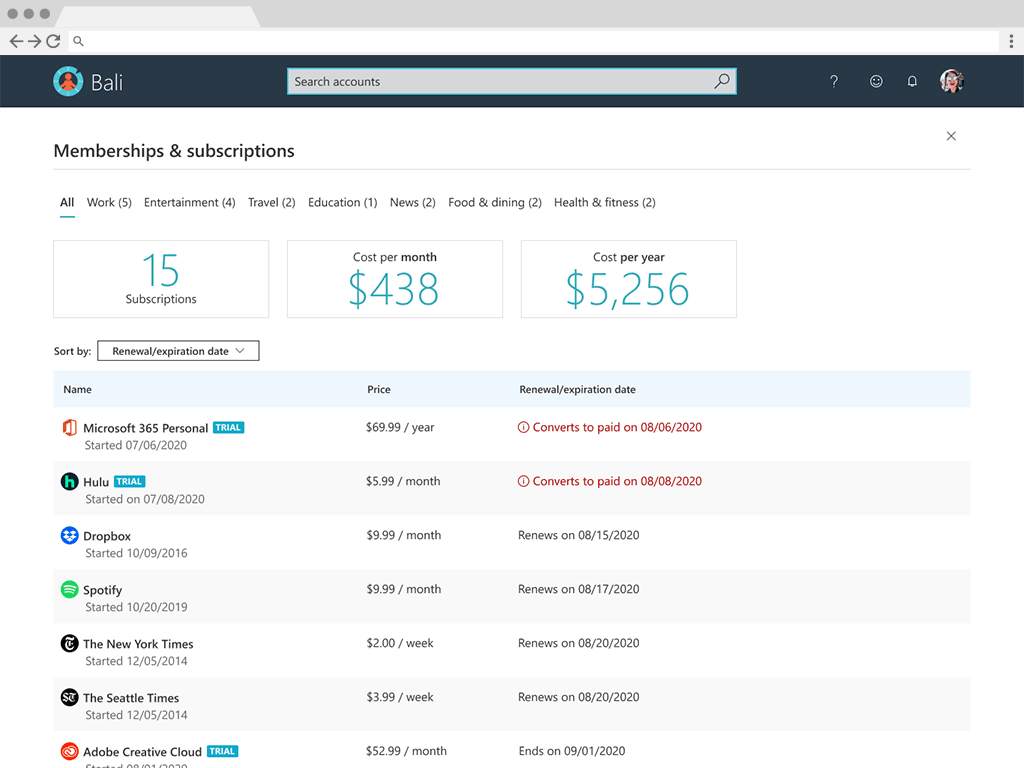 Bali
Search accounts
?
Memberships & subscriptions
All Work (5) Entertainment (4) Travel (2) Education (1) News (2) Food & dining (2) Health & fitness (2)
15
Subscriptions
Cost per month
$438
Cost per year
$5,256
Sort by: Renewal/expiration date
Name Price Renewal/expiration date
Microsoft 365 Personal TRIAL $69.99 / year Converts to paid on 08/06/2020
Started 07/06/2020
Hulu TRIAL $5.99 / month Converts to paid on 08/08/2020
Started on 07/08/2020
Dropbox $9.99 / month Renews on 08/15/2020
Started 10/09/2016
Spotify $9.99 / month Renews on 08/17/2020
Started 10/20/2019
The New York Times $2.00 / week Renews on 08/20/2020
Started 12/05/2014
The Seattle Times $3.99 / week Renews on 08/20/2020
Started 12/05/2014
Adobe Creative Cloud TRIAL $52.99 / month Ends on 09/01/2020
Started 08/01/2020